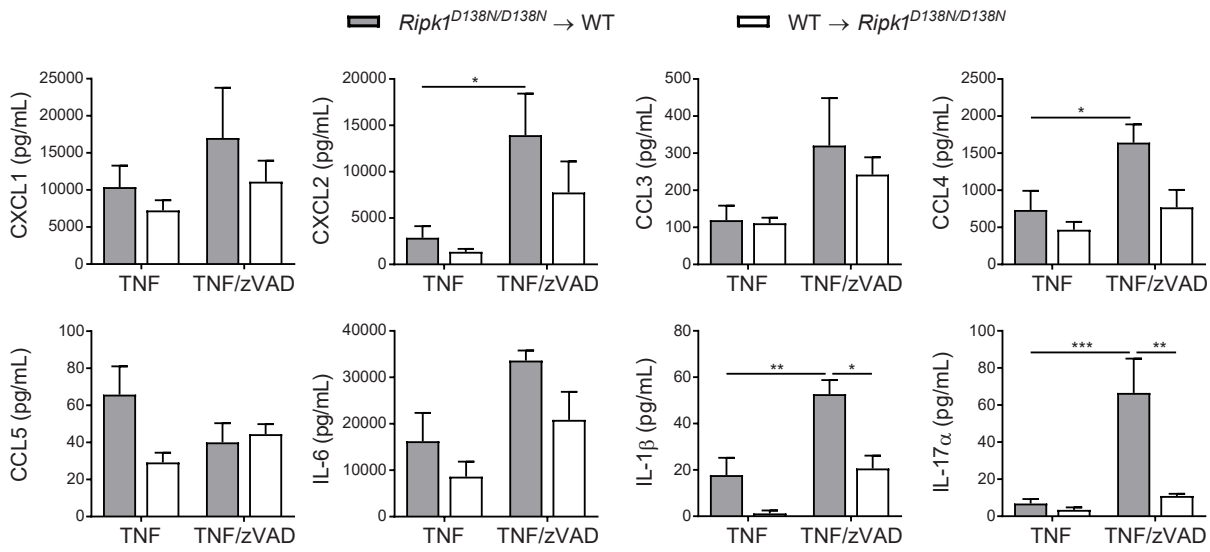 Ripk1^D138N/D138N → WT
WT → Ripk1^D138N/D138N
CXCL1 (pg/mL)
25000
20000
15000
10000
5000
0
TNF
TNF/zVAD
CXCL2 (pg/mL)
20000
15000
10000
5000
0
*
TNF
TNF/zVAD
CCL3 (pg/mL)
500
400
300
200
100
0
TNF
TNF/zVAD
CCL4 (pg/mL)
2500
2000
1500
1000
500
0
*
TNF
TNF/zVAD
CCL5 (pg/mL)
100
80
60
40
20
0
TNF
TNF/zVAD
IL-6 (pg/mL)
40000
30000
20000
10000
0
TNF
TNF/zVAD
IL-1β (pg/mL)
80
60
40
20
0
**
*
TNF
TNF/zVAD
IL-17α (pg/mL)
100
80
60
40
20
0
***
**
TNF
TNF/zVAD